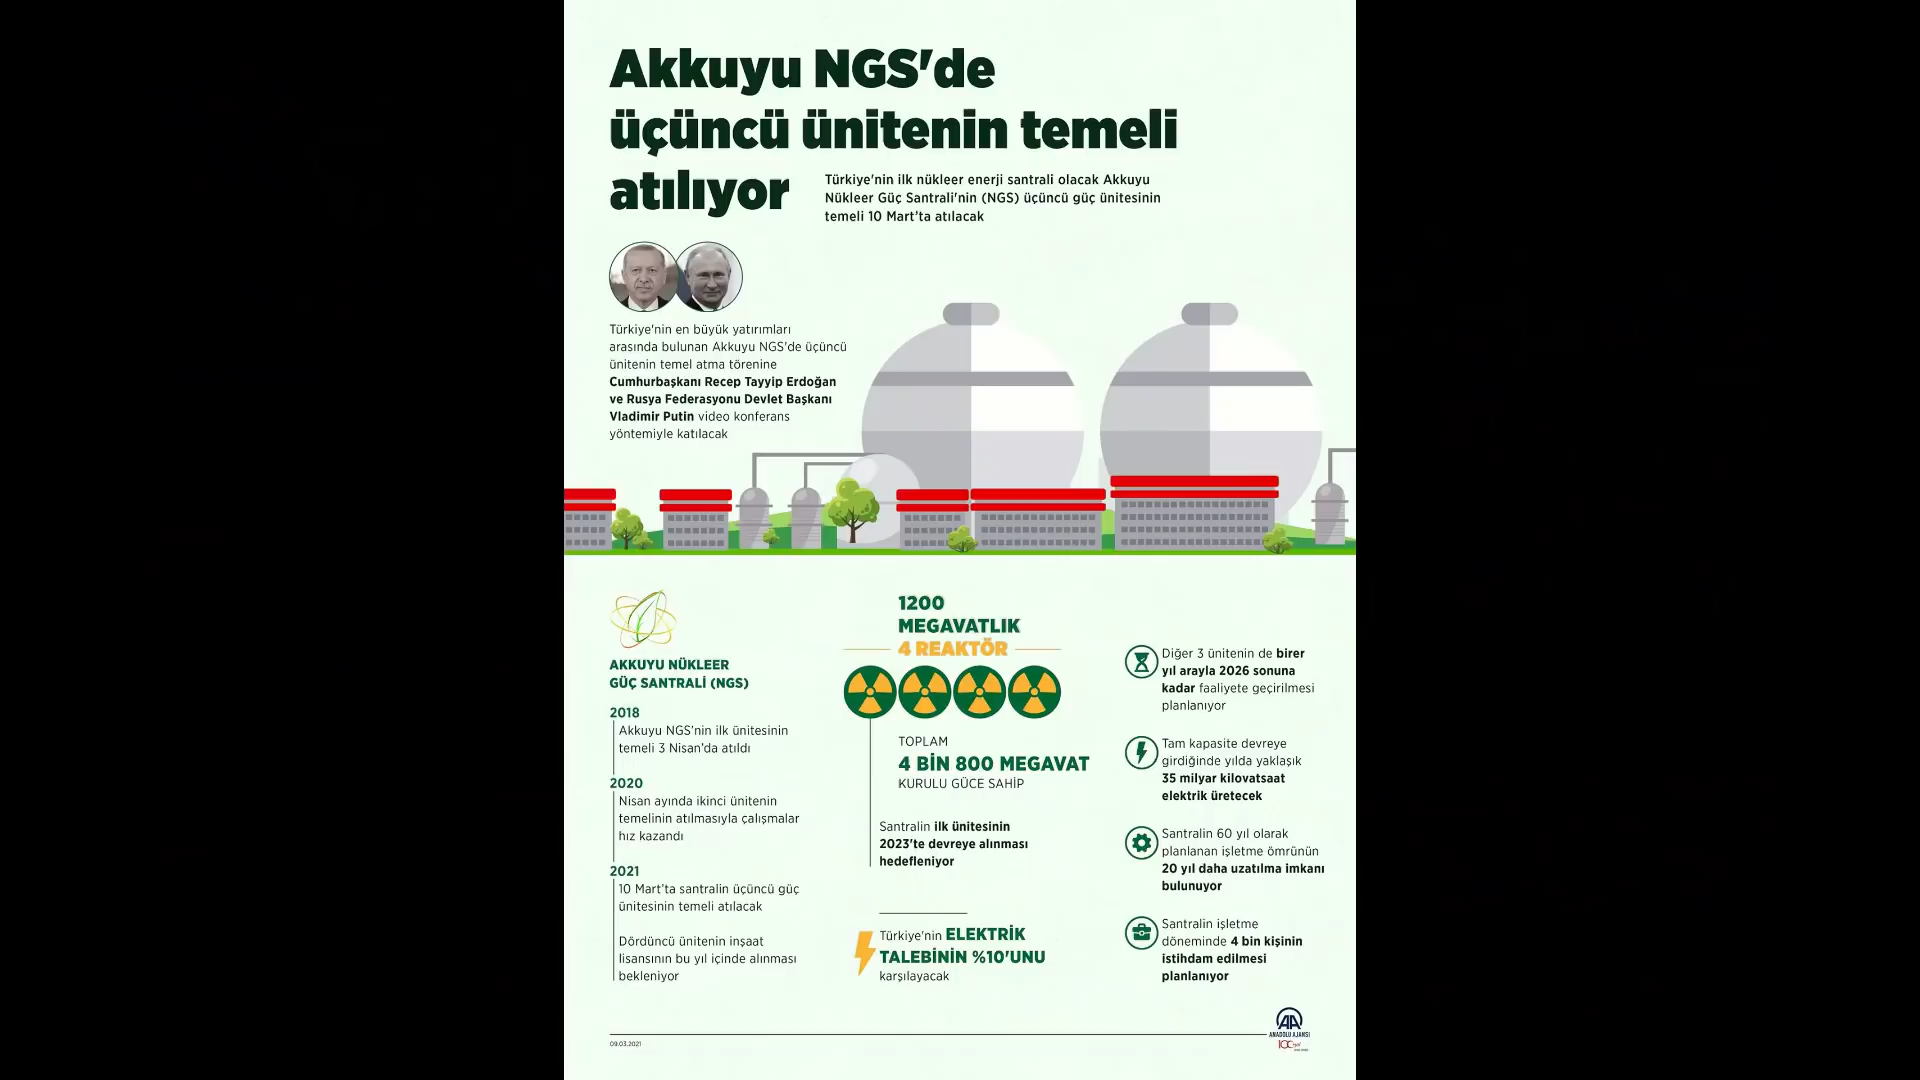 Akkuyu NGS'de
üçüncü ünitenin temeli
atılıyor
Türkiye'nin ilk nükleer enerji santrali olacak Akkuyu
Nükleer Güç Santrali'nin (NGS) üçüncü güç ünitesinin
temeli 10 Mart'ta atılacak
Türkiye'nin en büyük yatırımları
arasında bulunan Akkuyu NGS'de üçüncü
ünitenin temel atma törenine
Cumhurbaşkanı Recep Tayyip Erdoğan
ve Rusya Federasyonu Devlet Başkanı
Vladimir Putin video konferans
yöntemiyle katılacak
AKKUYU NÜKLEER
GÜÇ SANTRALİ (NGS)
2018
Akkuyu NGS'nin ilk ünitesinin
temeli 3 Nisan'da atıldı
2020
Nisan ayında ikinci ünitenin
temelinin atılmasıyla çalışmalar
hız kazandı
2021
10 Mart'ta santralin üçüncü güç
ünitesinin temeli atılacak
Dördüncü ünitenin inşaat
lisansının bu yıl içinde alınması
bekleniyor
1200
MEGAVATLIK
4 REAKTÖR
TOPLAM
4 BİN 800 MEGAVAT
KURULU GÜCE SAHİP
Santralin ilk ünitesinin
2023'te devreye alınması
hedefleniyor
Türkiye'nin ELEKTRİK
TALEBİNİN %10'UNU
karşılayacak
Diğer 3 ünitenin de birer
yıl arayla 2026 sonuna
kadar faaliyete geçirilmesi
planlanıyor
Tam kapasite devreye
girdiğinde yılda yaklaşık
35 milyar kilovatsaat
elektrik üretecek
Santralin 60 yıl olarak
planlanan işletme ömrünün
20 yıl daha uzatılma imkanı
bulunuyor
Santralin işletme
döneminde 4 bin kişinin
istihdam edilmesi
planlanıyor
09.03.2021
AA
ANADOLU AJANSI
100. yıl